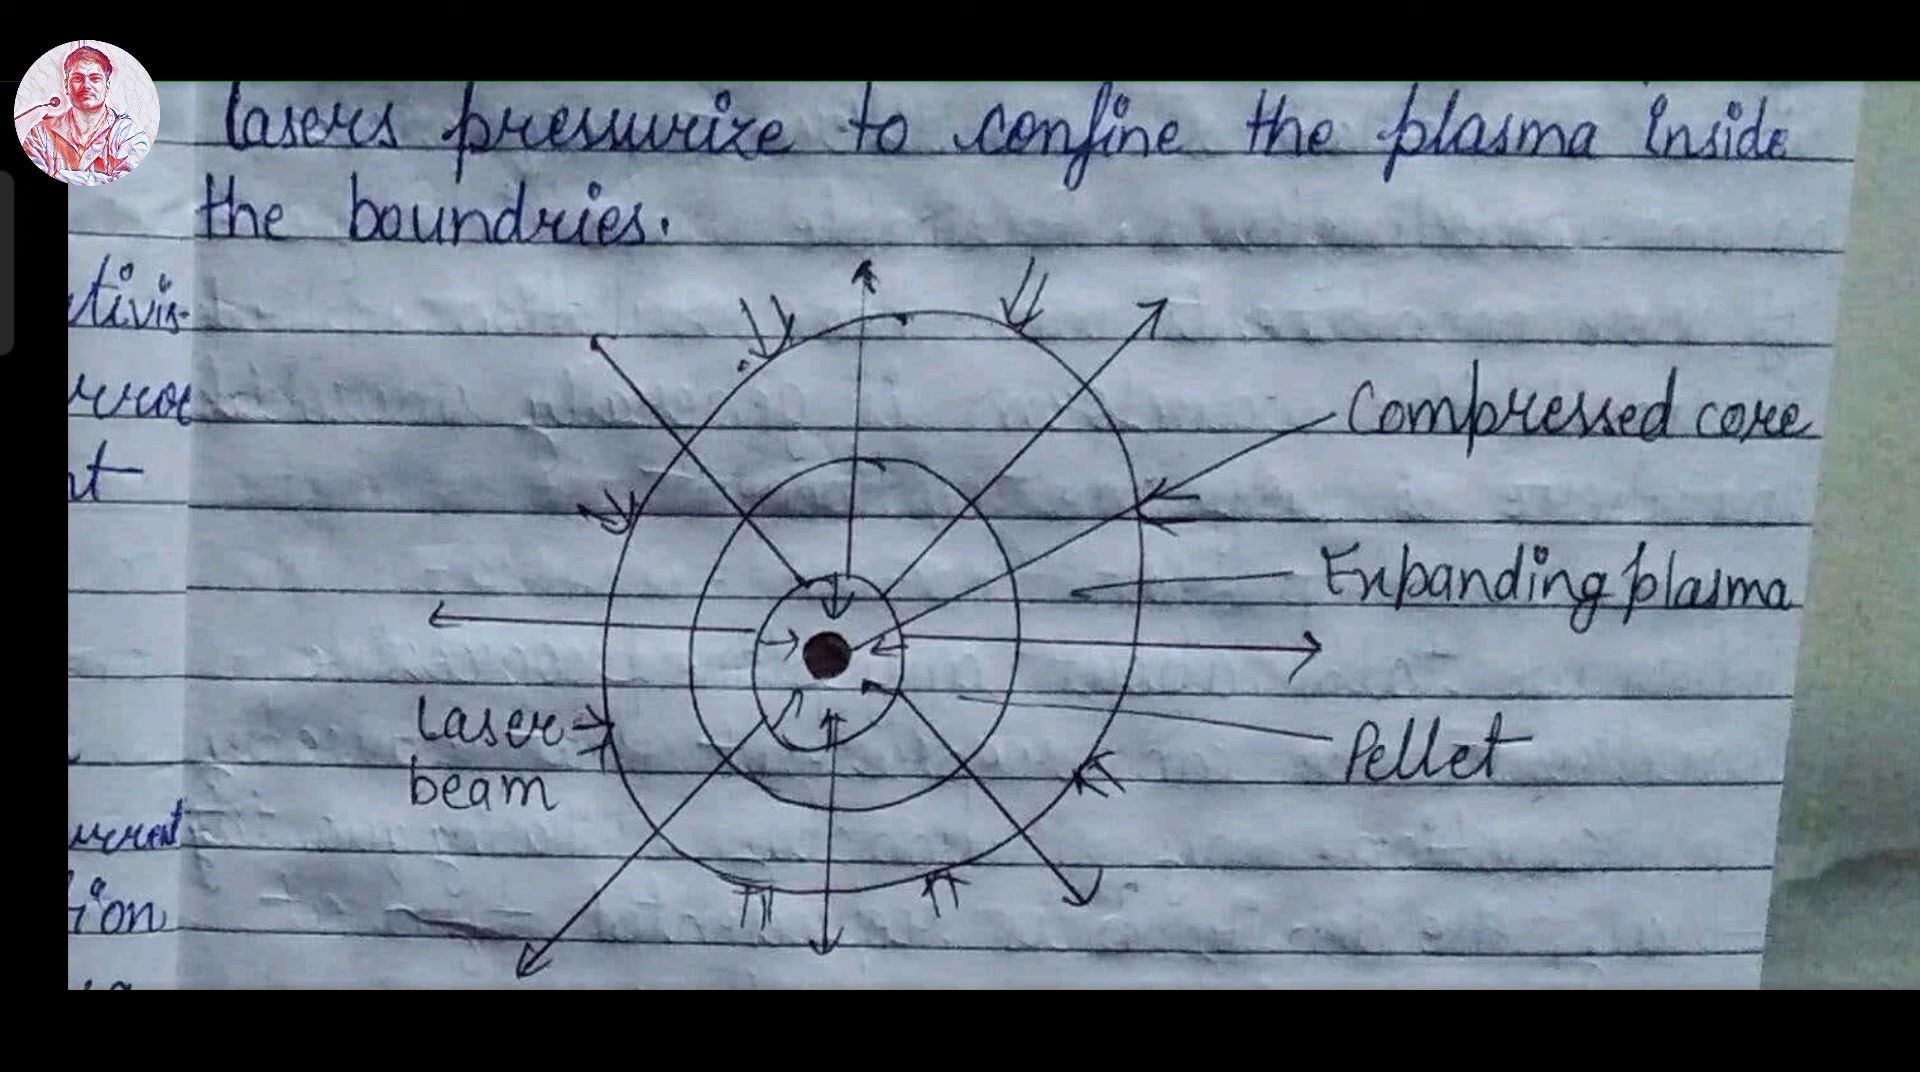 lasers pressurize to confine the plasma inside
the boundries.
Compressed core
Expanding plasma
Laser
beam
Pellet